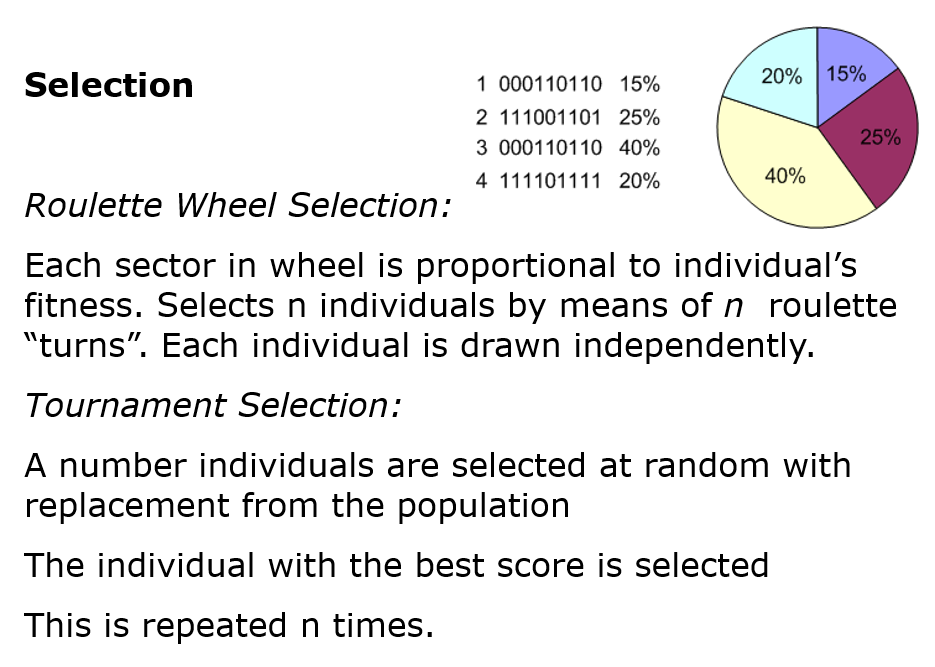 Selection
1 000110110 15%
2 111001101 25%
3 000110110 40%
4 111101111 20%
20%
15%
25%
40%
Roulette Wheel Selection:
Each sector in wheel is proportional to individual’s
fitness. Selects n individuals by means of n roulette
“turns”. Each individual is drawn independently.
Tournament Selection:
A number individuals are selected at random with
replacement from the population
The individual with the best score is selected
This is repeated n times.